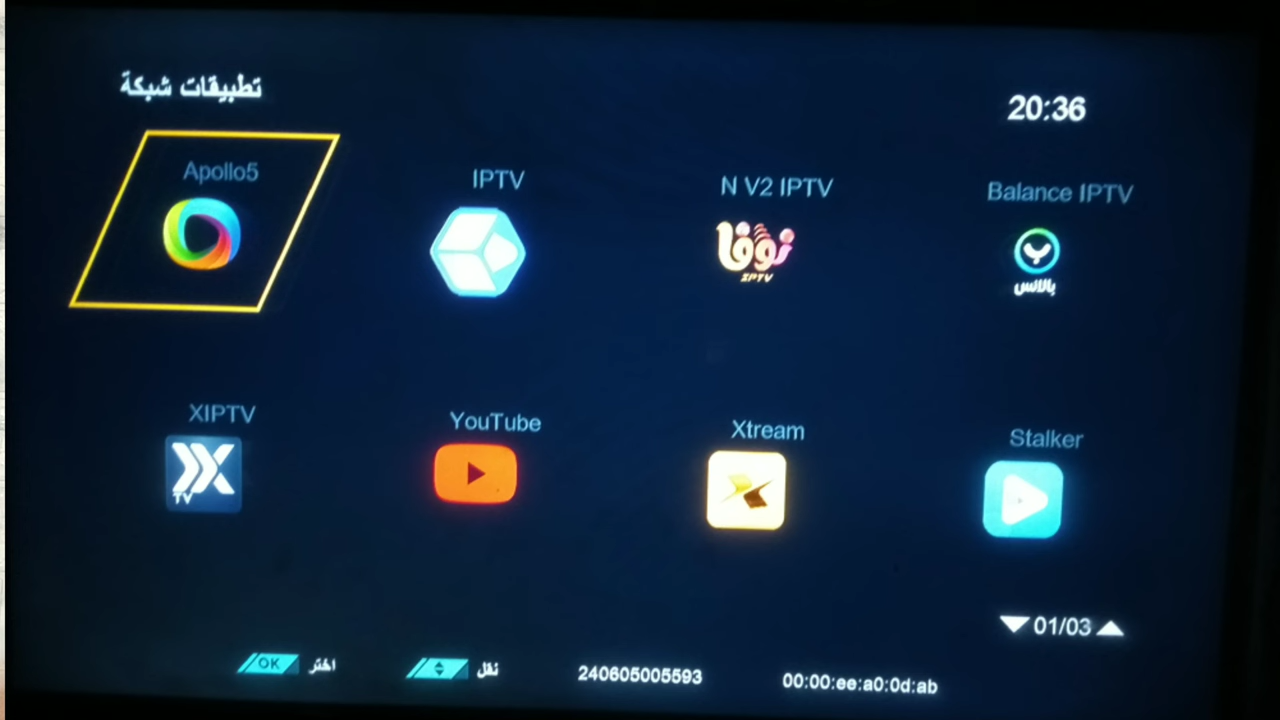 تطبيقات شبكة
20:36
Apollo5
IPTV
N V2 IPTV
Balance IPTV
نوفا
IPTV
بالانس
XIPTV
YouTube
Xtream
Stalker
TV
01/03
OK اختر
نقل
240605005593
00:00:ee:a0:0d:ab